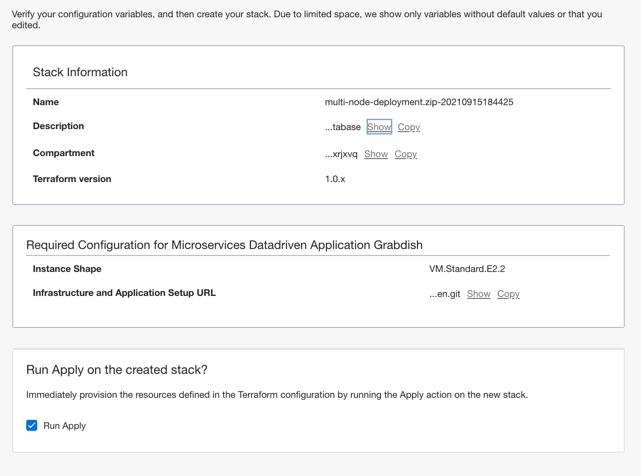 Verify your configuration variables, and then create your stack. Due to limited space, we show only variables without default values or that you
edited.
Stack Information
Name multi-node-deployment.zip-20210915184425
Description ...tabase Show Copy
Compartment ...xrjxvq Show Copy
Terraform version 1.0.x
Required Configuration for Microservices Datadriven Application Grabdish
Instance Shape VM.Standard.E2.2
Infrastructure and Application Setup URL ...en.git Show Copy
Run Apply on the created stack?
Immediately provision the resources defined in the Terraform configuration by running the Apply action on the new stack.
Run Apply